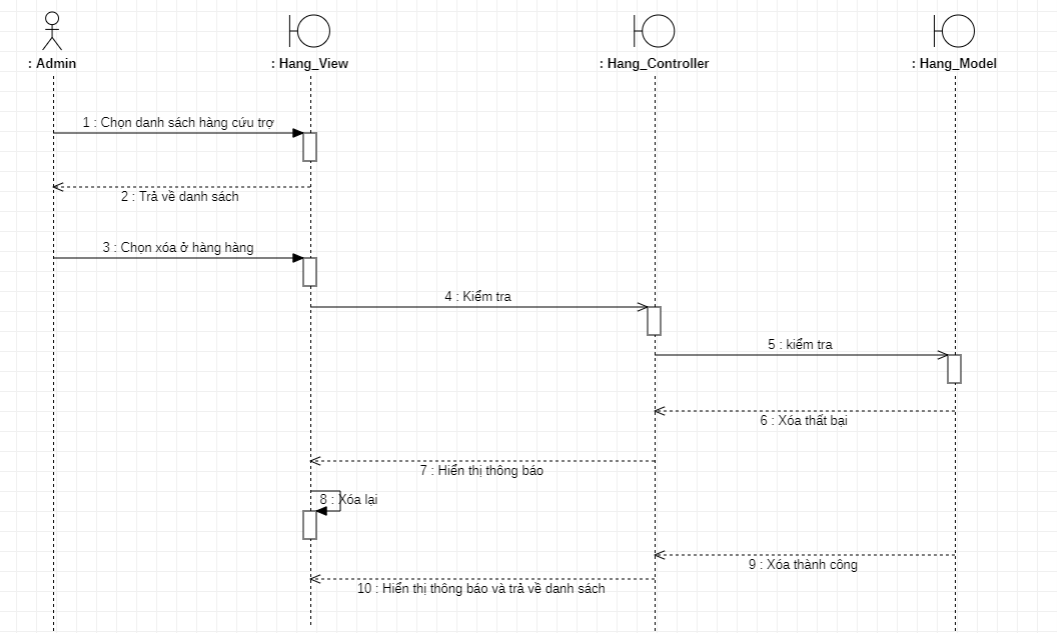 : Admin
: Hang_View
: Hang_Controller
: Hang_Model
1 : Chọn danh sách hàng cứu trợ
2 : Trả về danh sách
3 : Chọn xóa ở hàng hàng
4 : Kiểm tra
5 : kiểm tra
6 : Xóa thất bại
7 : Hiển thị thông báo
8 : Xóa lại
9 : Xóa thành công
10 : Hiển thị thông báo và trả về danh sách